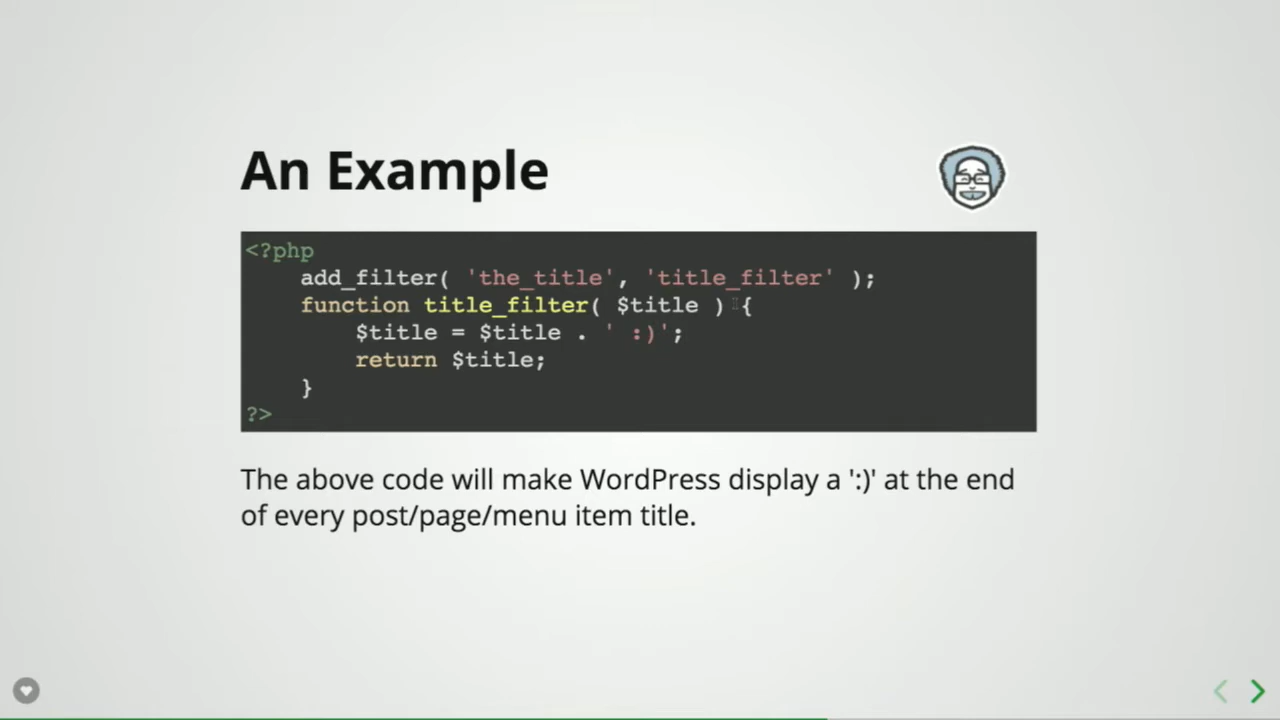 An Example
<?php
    add_filter( 'the_title', 'title_filter' );
    function title_filter( $title ) {
        $title = $title . ' :)';
        return $title;
    }
?>
The above code will make WordPress display a ':)' at the end
of every post/page/menu item title.